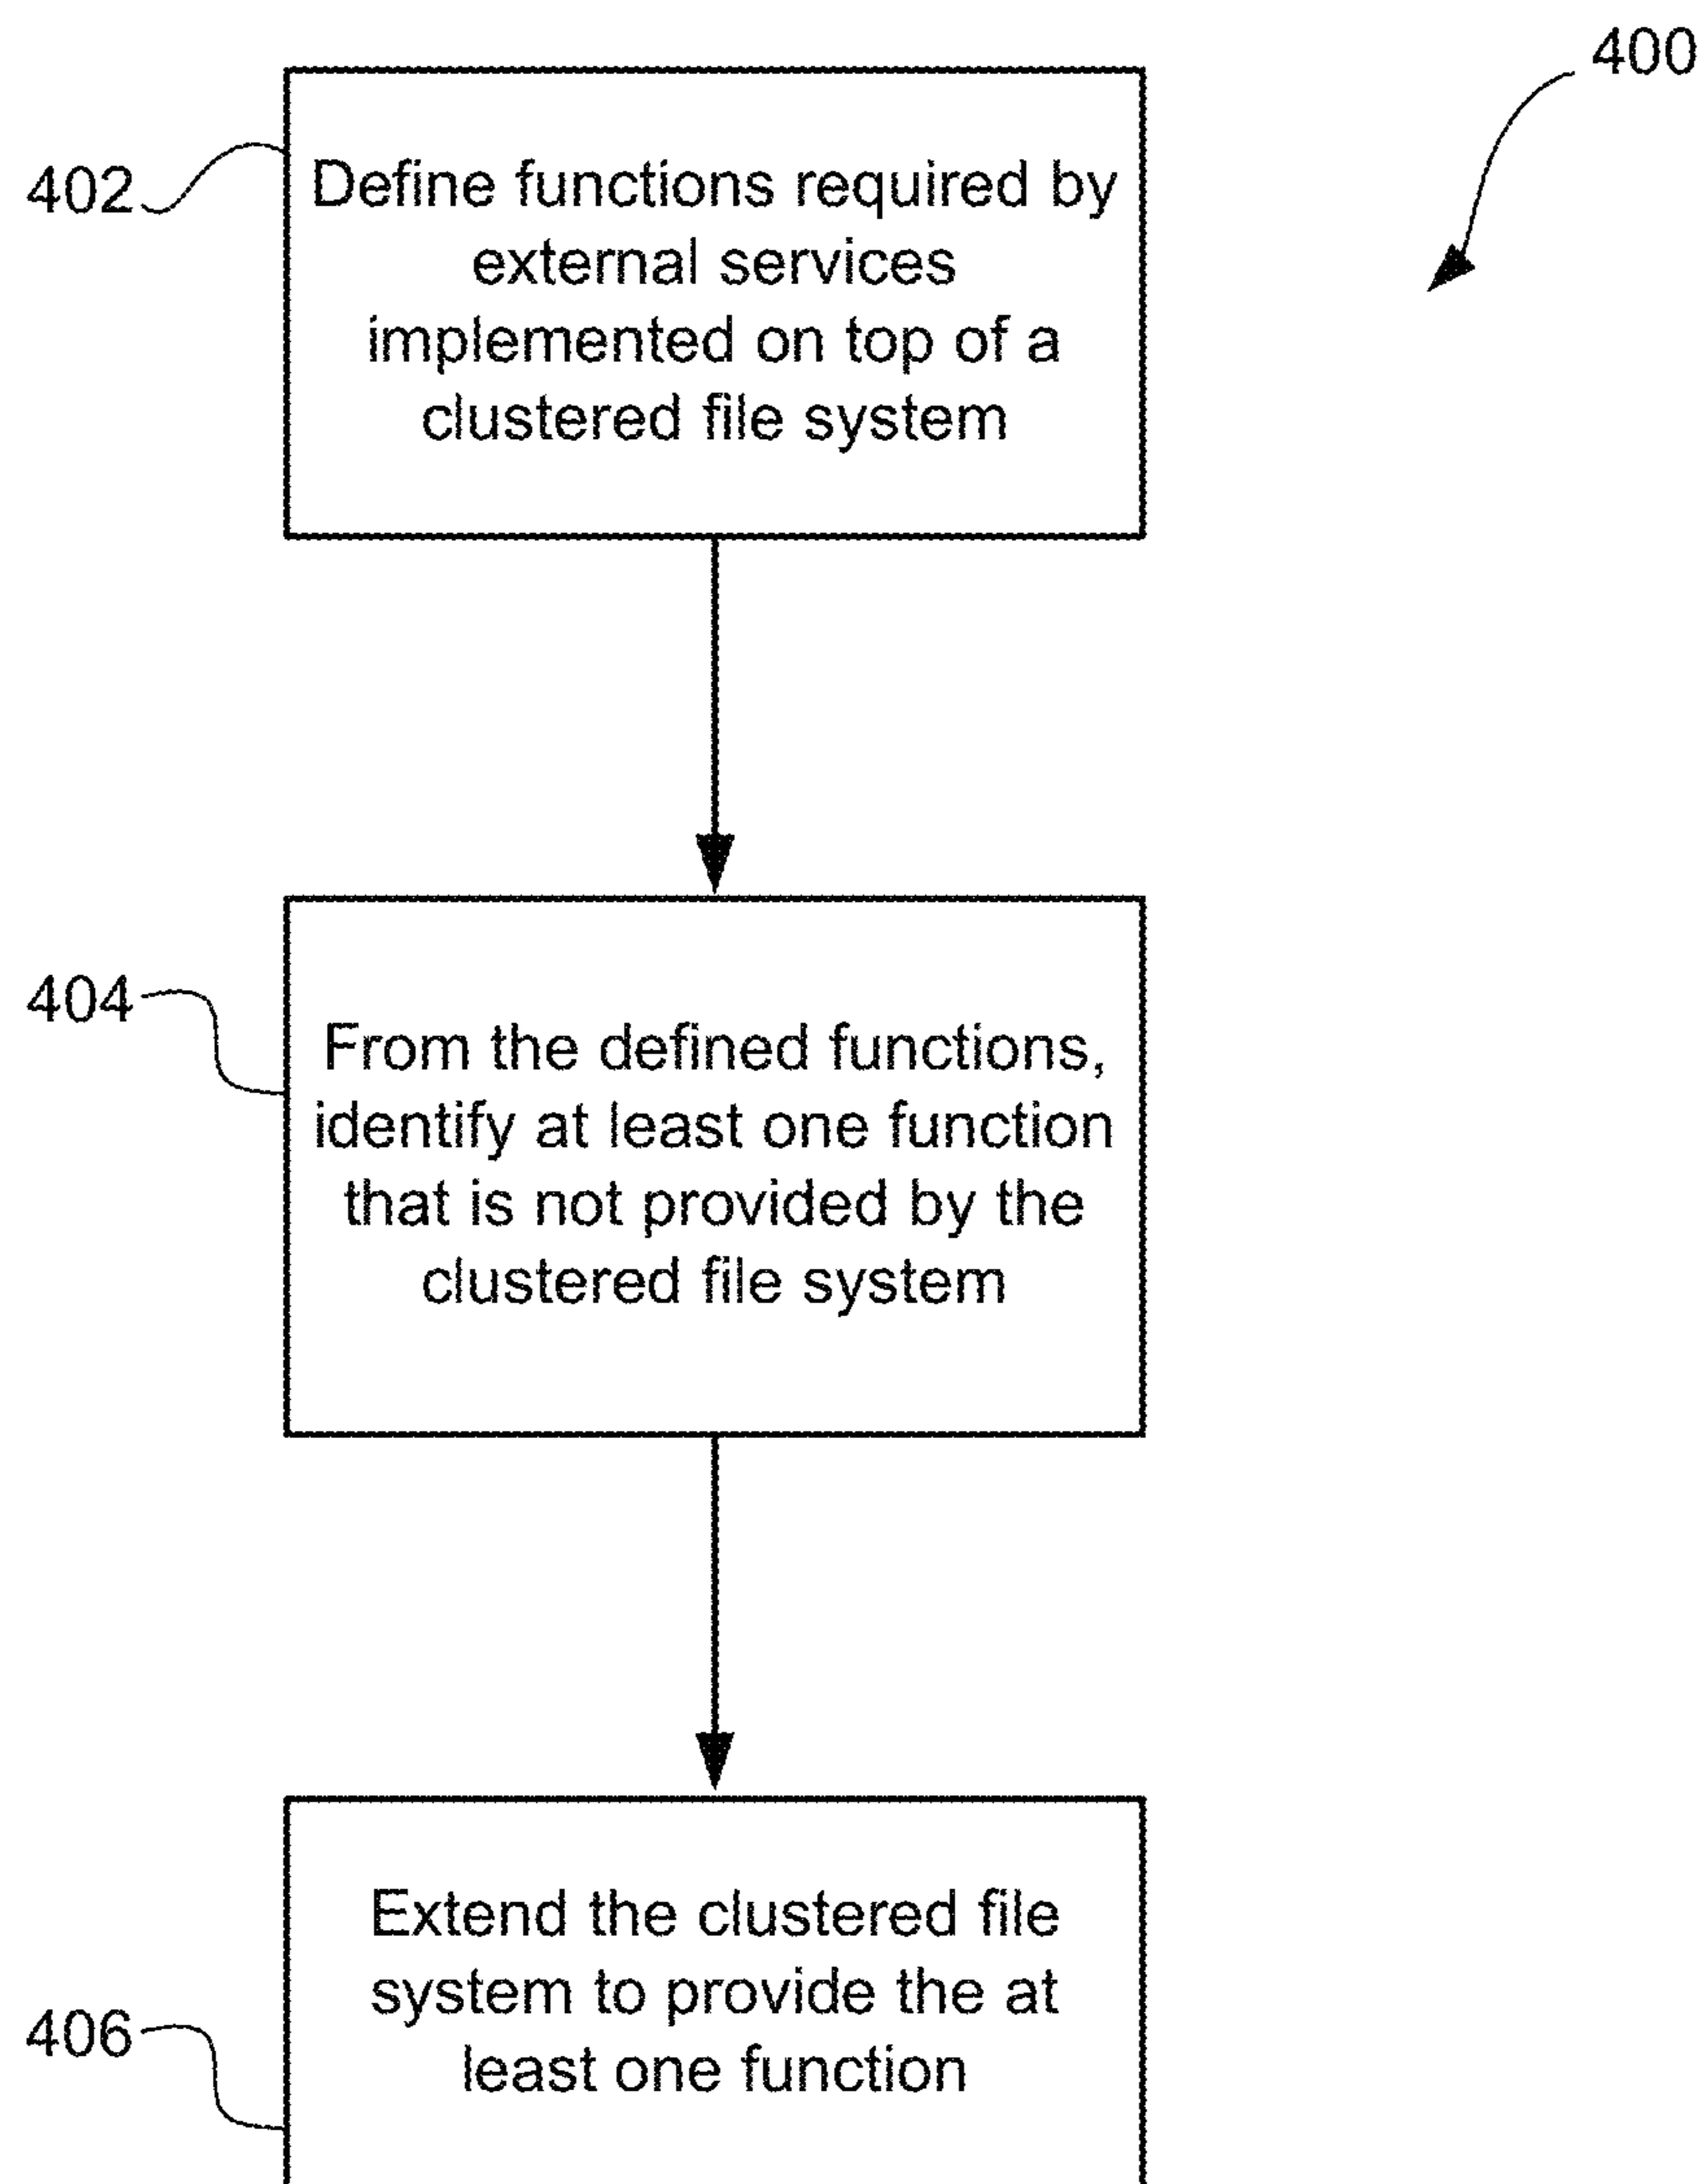 400
402
Define functions required by
external services
implemented on top of a
clustered file system
404
From the defined functions,
identify at least one function
that is not provided by the
clustered file system
406
Extend the clustered file
system to provide the at
least one function